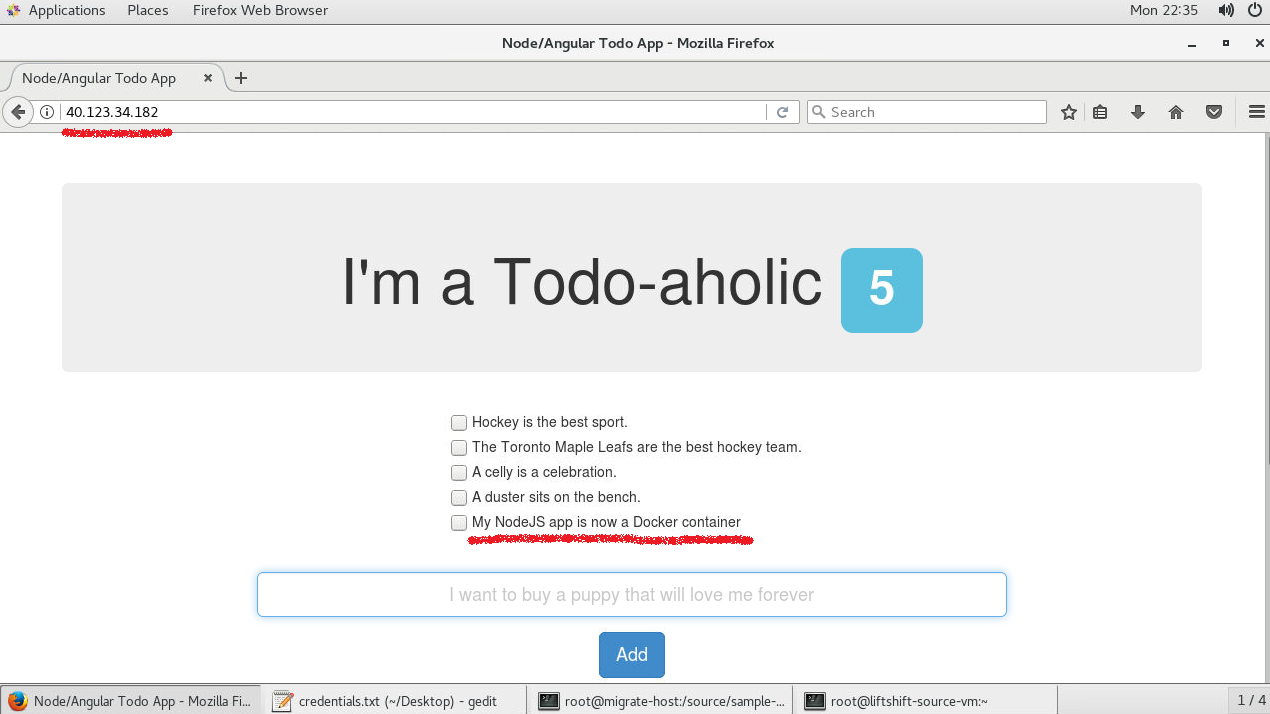 Applications Places Firefox Web Browser Mon 22:35
Node/Angular Todo App - Mozilla Firefox
Node/Angular Todo App
40.123.34.182 Search
I'm a Todo-aholic 5
Hockey is the best sport.
The Toronto Maple Leafs are the best hockey team.
A celly is a celebration.
A duster sits on the bench.
My NodeJS app is now a Docker container
I want to buy a puppy that will love me forever
Add
Node/Angular Todo App - Mozilla Fi... credentials.txt (~/Desktop) - gedit root@migrate-host:/source/sample-... root@liftshift-source-vm:~ 1 / 4